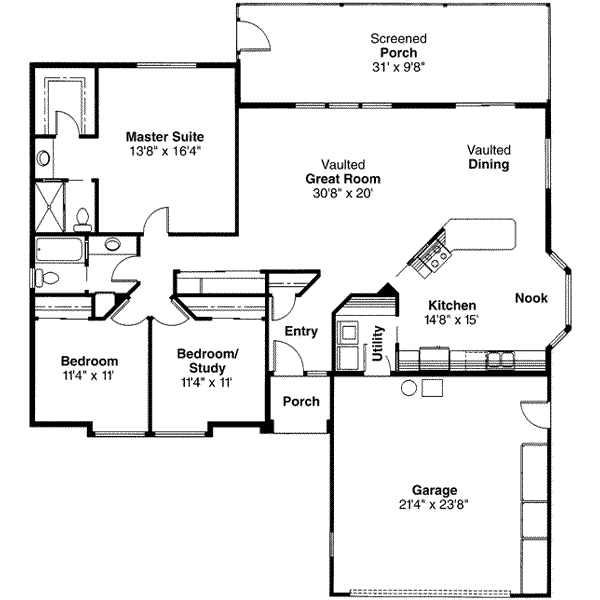 Screened
Porch
31' x 9'8"
Master Suite
13'8" x 16'4"
Vaulted
Great Room
30'8" x 20'
Vaulted
Dining
Kitchen
14'8" x 15'
Nook
Entry
Utility
Bedroom
11'4" x 11'
Bedroom/
Study
11'4" x 11'
Porch
Garage
21'4" x 23'8"